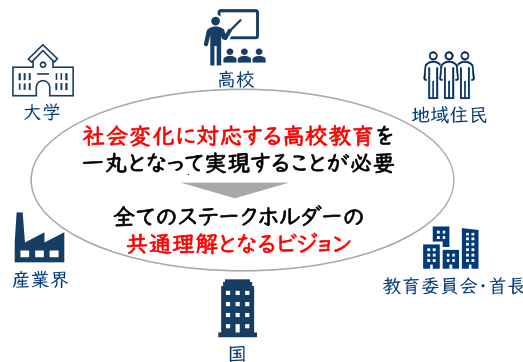 高校
大学
地域住民
社会変化に対応する高校教育を
一丸となって実現することが必要
全てのステークホルダーの
共通理解となるビジョン
産業界
教育委員会・首長
国